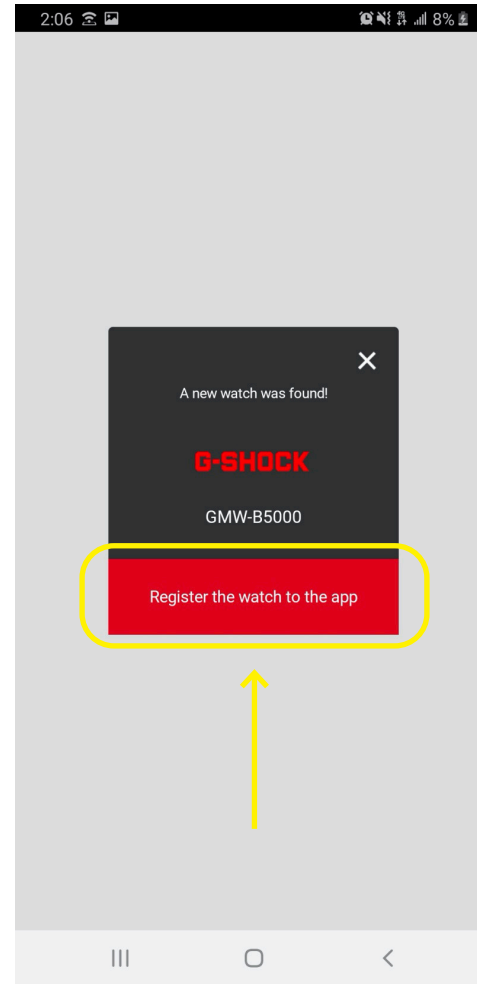 2:06 8%
A new watch was found!
G-SHOCK
GMW-B5000
Register the watch to the app